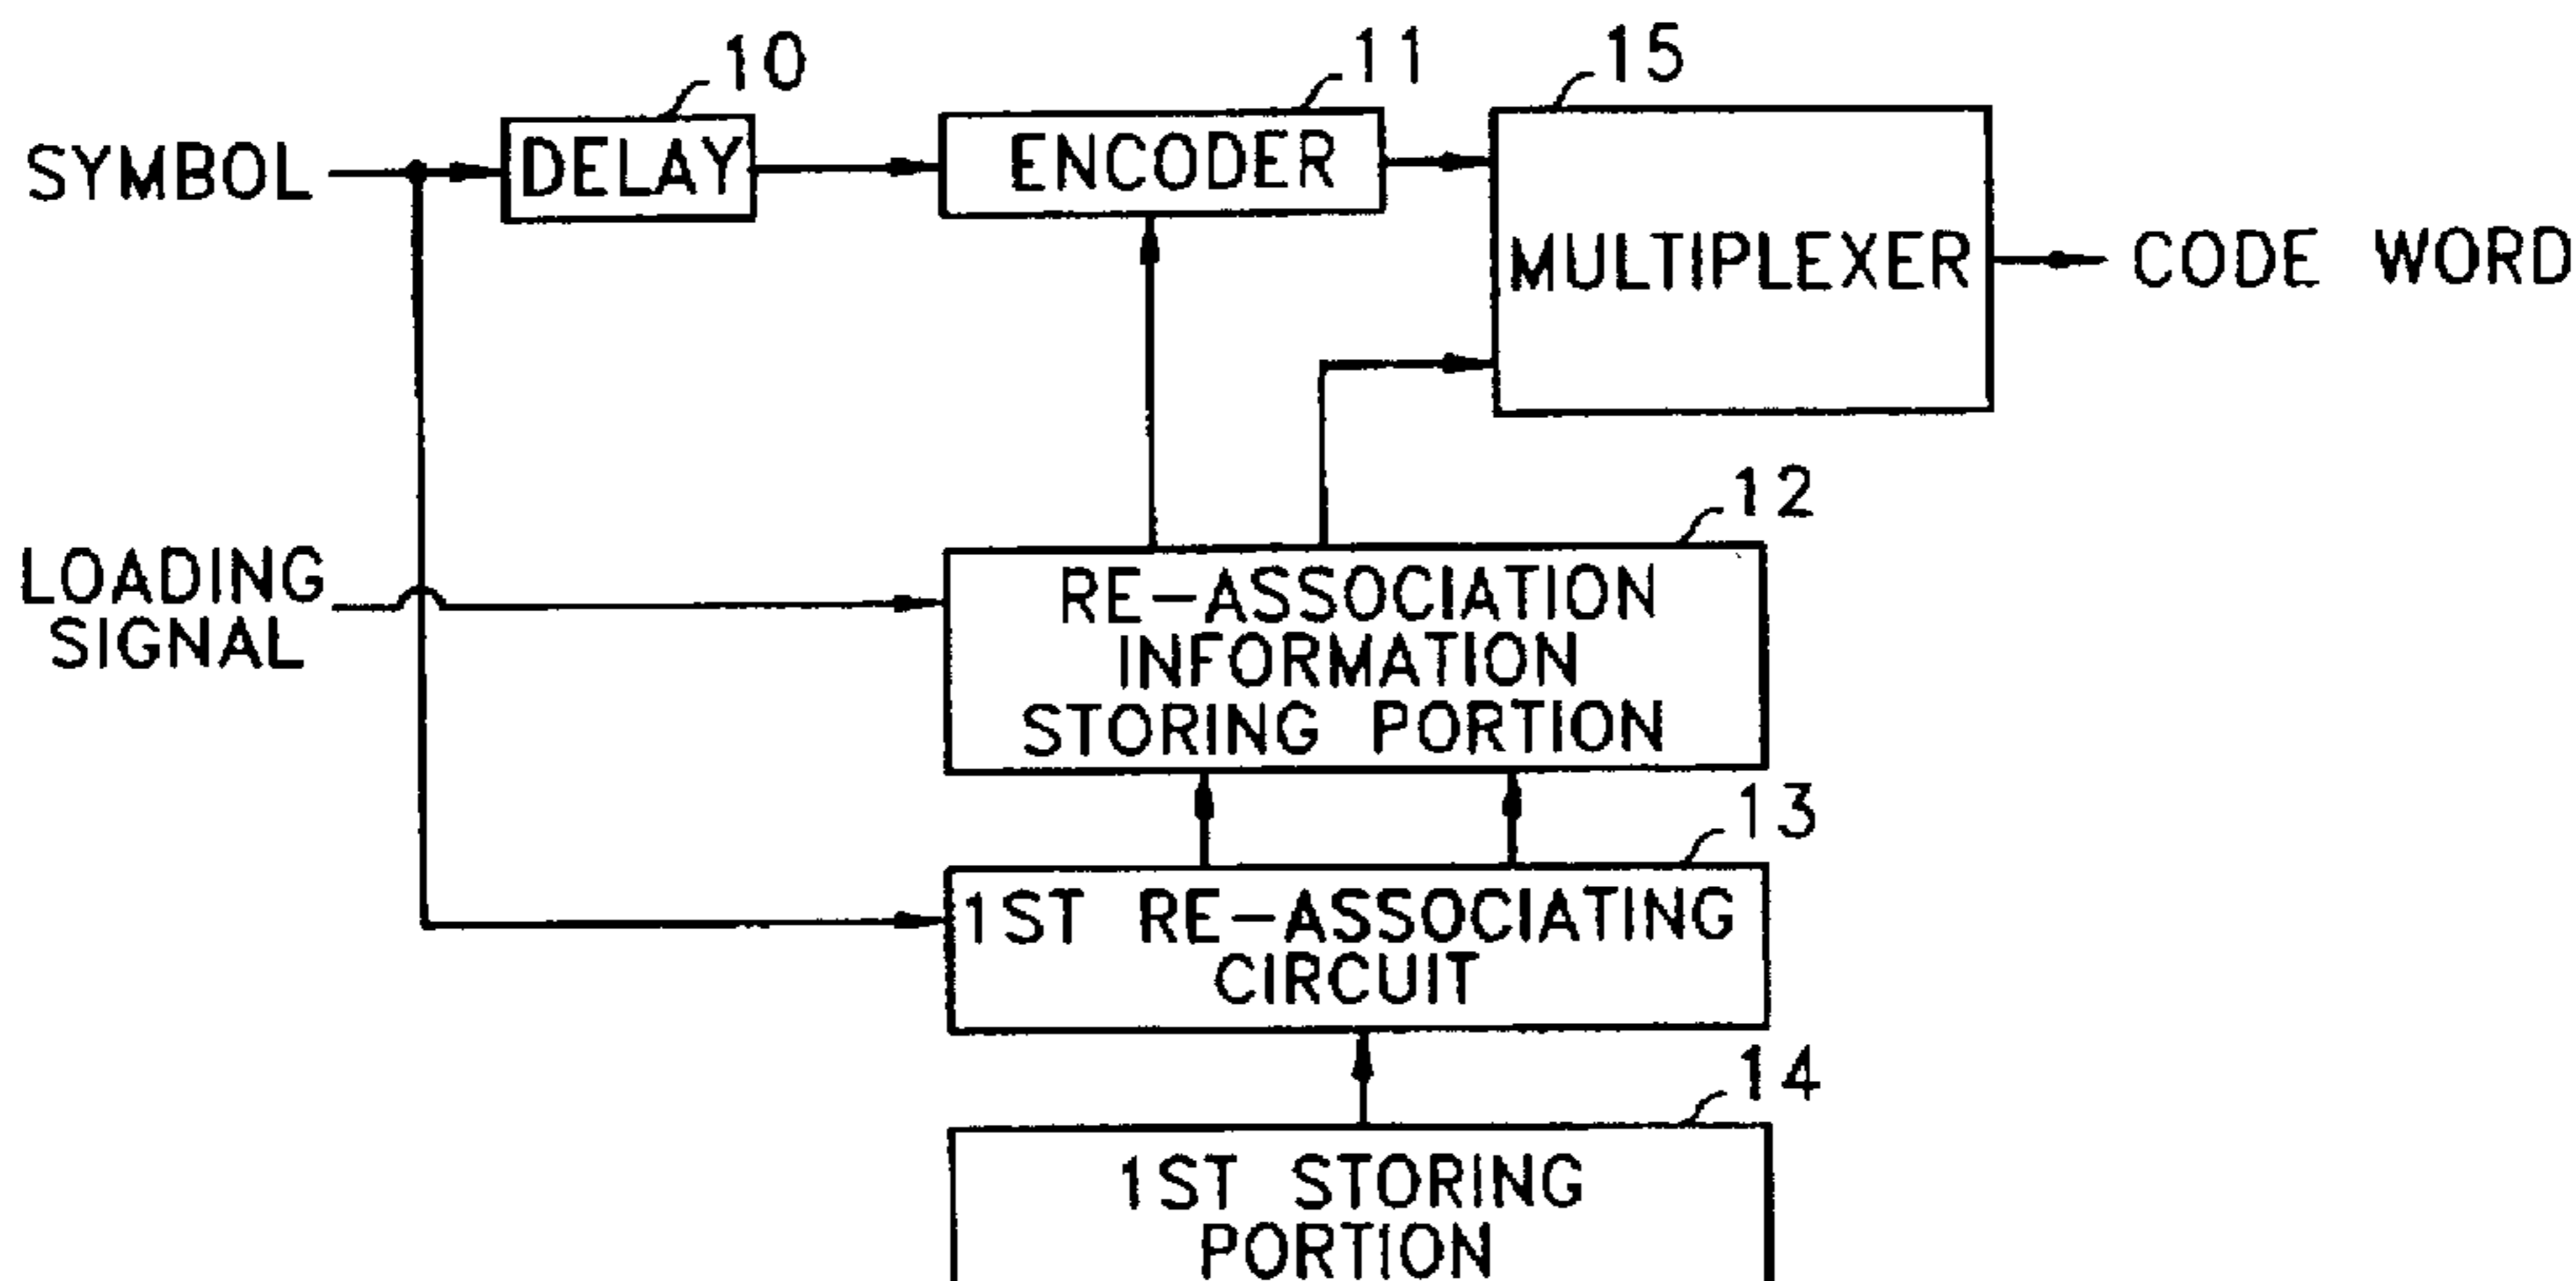 10
11
15
SYMBOL
DELAY
ENCODER
MULTIPLEXER
CODE WORD
12
LOADING
SIGNAL
RE-ASSOCIATION
INFORMATION
STORING PORTION
13
1ST RE-ASSOCIATING
CIRCUIT
14
1ST STORING
PORTION